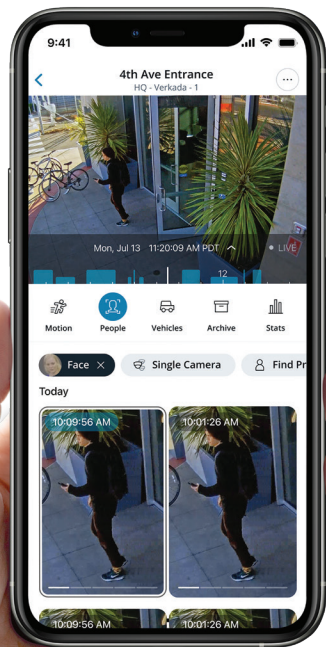 9:41
4th Ave Entrance
HQ - Verkada - 1
Mon, Jul 13 11:20:09 AM PDT
LIVE
12
Motion People Vehicles Archive Stats
Face × Single Camera Find Pr
Today
10:09:56 AM 10:01:26 AM
10:09:56 AM 10:01:26 AM